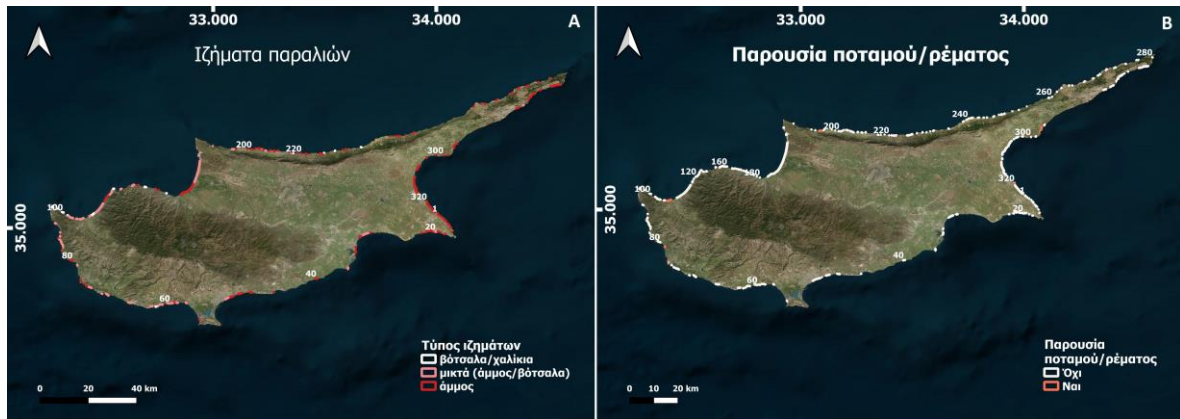 33.000
34.000
A
Ιζήματα παραλιών
200
220
300
320
1
20
100
80
60
40
35.000
Τύπος ιζημάτων
βότσαλα/χαλίκια
μικτά (άμμος/βότσαλα)
άμμος
0 20 40 km
33.000
34.000
B
Παρουσία ποταμού/ρέματος
280
260
240
200
220
300
160
120
180
320
1
20
100
80
60
40
35.000
Παρουσία
ποταμού/ρέματος
Όχι
Ναι
0 10 20 km